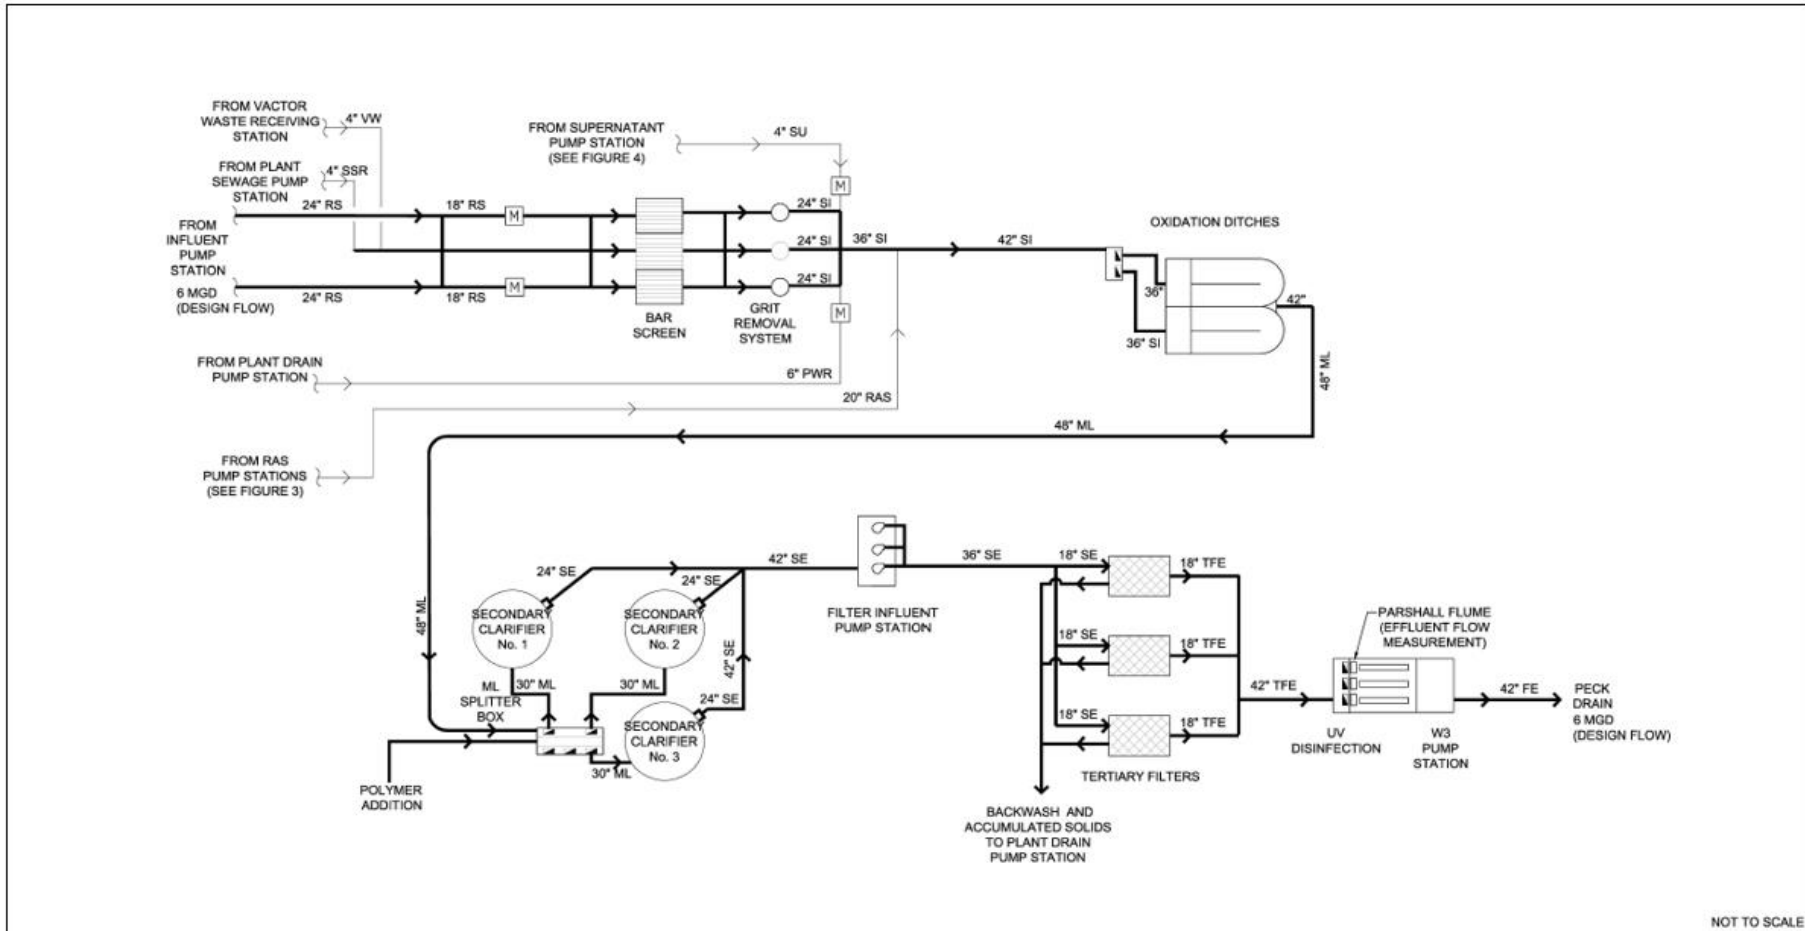 FROM VACTOR
WASTE RECEIVING
STATION
4" VW
FROM PLANT
SEWAGE PUMP
STATION
4" SSR
24" RS
18" RS
M
FROM
INFLUENT
PUMP
STATION
6 MGD
(DESIGN FLOW)
24" RS
18" RS
M
FROM SUPERNATANT
PUMP STATION
(SEE FIGURE 4)
4" SU
M
24" SI
24" SI
24" SI
36" SI
42" SI
BAR
SCREEN
GRIT
REMOVAL
SYSTEM
M
OXIDATION DITCHES
36"
36" SI
42"
48" ML
FROM PLANT DRAIN
PUMP STATION
6" PWR
20" RAS
48" ML
FROM RAS
PUMP STATIONS
(SEE FIGURE 3)
48" ML
24" SE
24" SE
42" SE
SECONDARY
CLARIFIER
No. 1
SECONDARY
CLARIFIER
No. 2
42" SE
30" ML
30" ML
24" SE
ML
SPLITTER
BOX
SECONDARY
CLARIFIER
No. 3
30" ML
POLYMER
ADDITION
FILTER INFLUENT
PUMP STATION
36" SE
18" SE
18" TFE
18" SE
18" TFE
18" SE
18" TFE
TERTIARY FILTERS
BACKWASH AND
ACCUMULATED SOLIDS
TO PLANT DRAIN
PUMP STATION
42" TFE
PARSHALL FLUME
(EFFLUENT FLOW
MEASUREMENT)
UV
DISINFECTION
W3
PUMP
STATION
42" FE
PECK
DRAIN
6 MGD
(DESIGN FLOW)
NOT TO SCALE